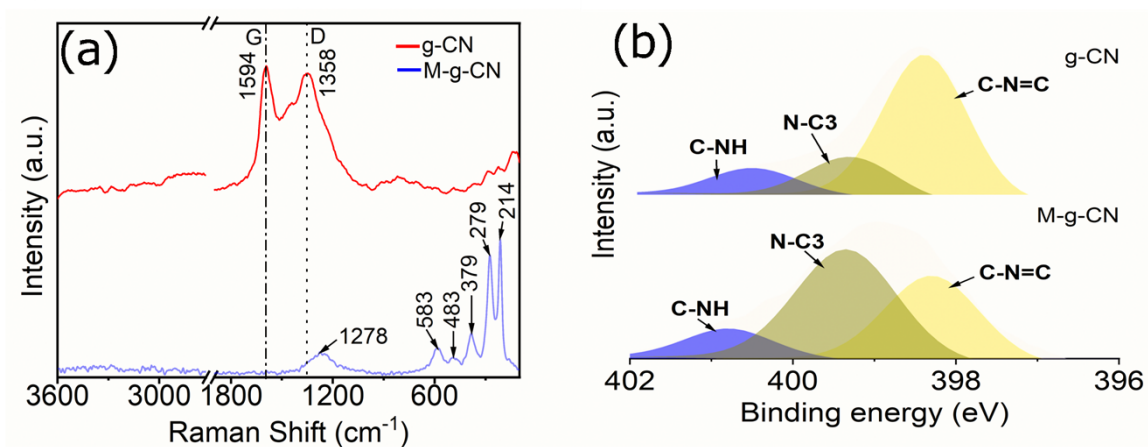 (a)
G
D
g-CN
M-g-CN
1594
1358
1278
583
483
379
279
214
Intensity (a.u.)
3600
3000
1800
1200
600
Raman Shift (cm⁻¹)
(b)
g-CN
C-N=C
N-C3
C-NH
M-g-CN
N-C3
C-N=C
C-NH
Intensity (a.u.)
402
400
398
396
Binding energy (eV)